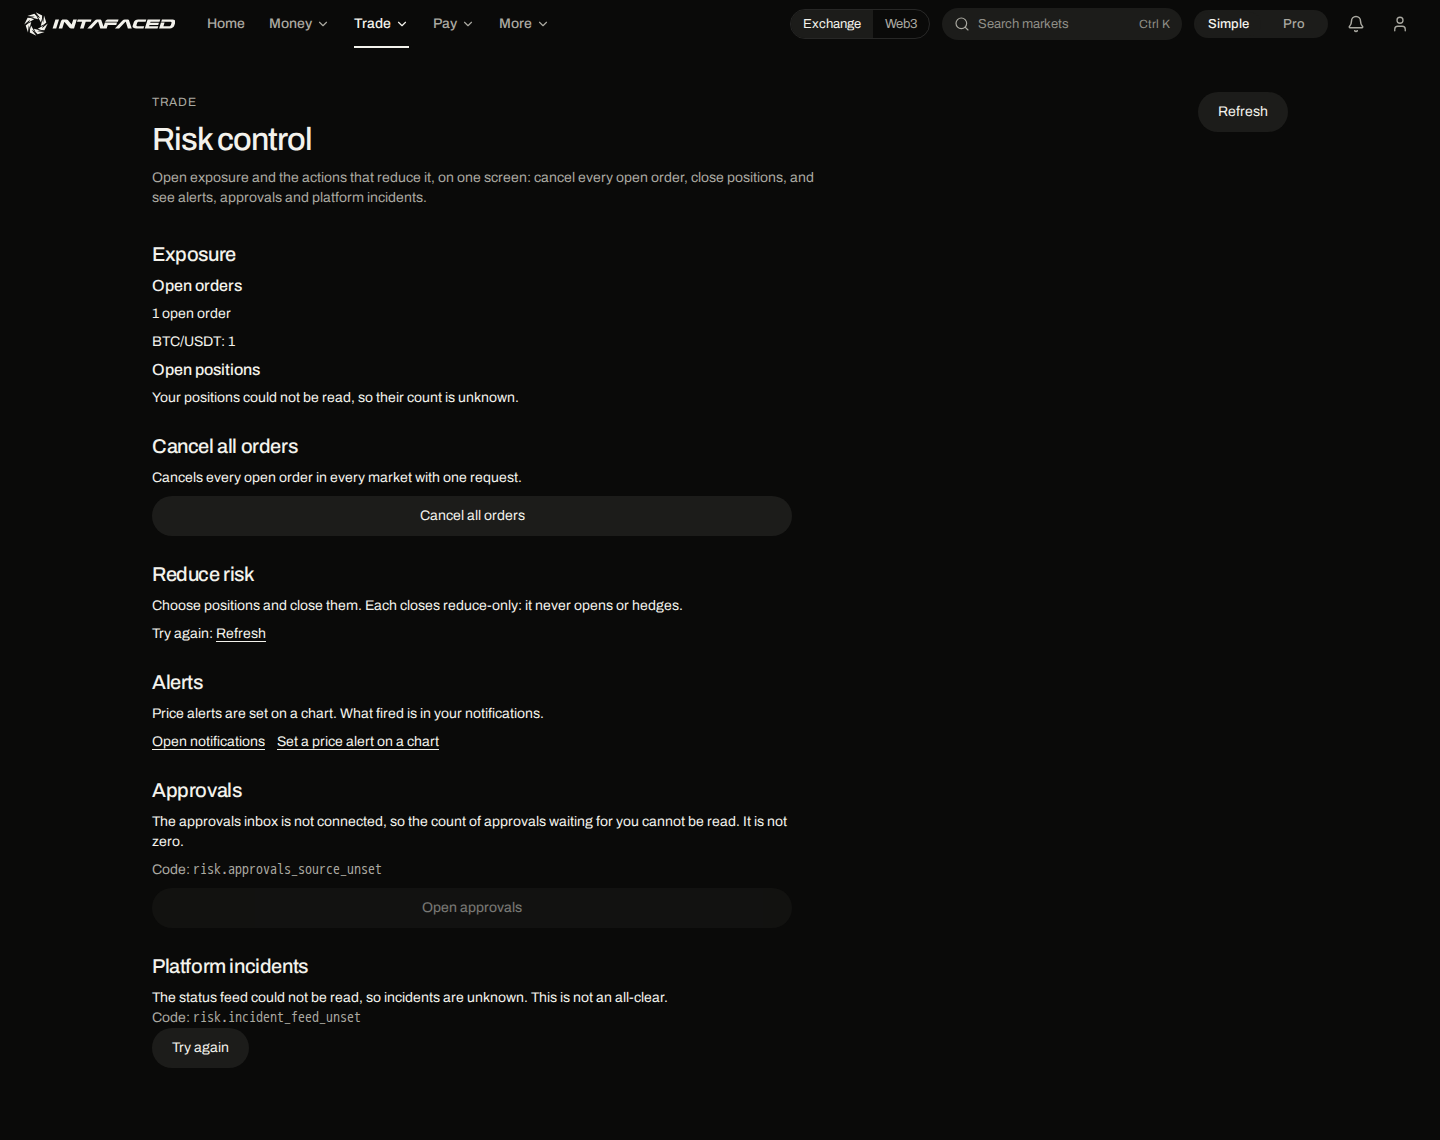 INTAFACED Home Money Trade Pay More Exchange Web3 Search markets Ctrl K Simple Pro
TRADE
Refresh
Risk control
Open exposure and the actions that reduce it, on one screen: cancel every open order, close positions, and
see alerts, approvals and platform incidents.
Exposure
Open orders
1 open order
BTC/USDT: 1
Open positions
Your positions could not be read, so their count is unknown.
Cancel all orders
Cancels every open order in every market with one request.
Cancel all orders
Reduce risk
Choose positions and close them. Each closes reduce-only: it never opens or hedges.
Try again: Refresh
Alerts
Price alerts are set on a chart. What fired is in your notifications.
Open notifications Set a price alert on a chart
Approvals
The approvals inbox is not connected, so the count of approvals waiting for you cannot be read. It is not
zero.
Code: risk.approvals_source_unset
Open approvals
Platform incidents
The status feed could not be read, so incidents are unknown. This is not an all-clear.
Code: risk.incident_feed_unset
Try again